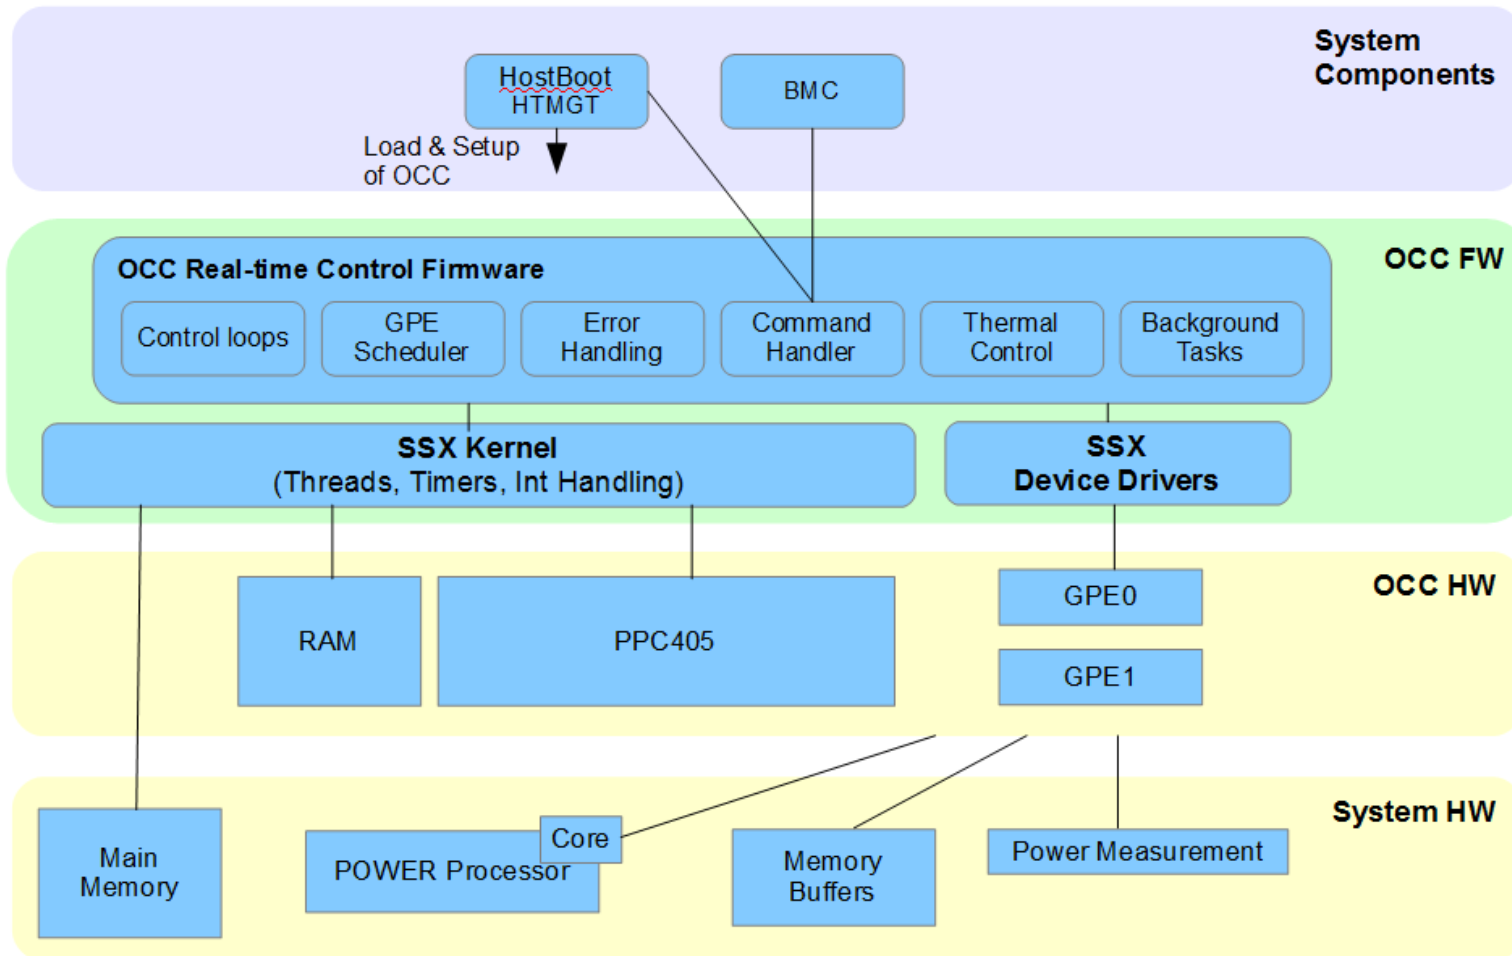 System
Components
HostBoot
HTMGT
BMC
Load & Setup
of OCC
OCC FW
OCC Real-time Control Firmware
Control loops
GPE
Scheduler
Error
Handling
Command
Handler
Thermal
Control
Background
Tasks
SSX Kernel
(Threads, Timers, Int Handling)
SSX
Device Drivers
OCC HW
RAM
PPC405
GPE0
GPE1
System HW
Main
Memory
Core
POWER Processor
Memory
Buffers
Power Measurement